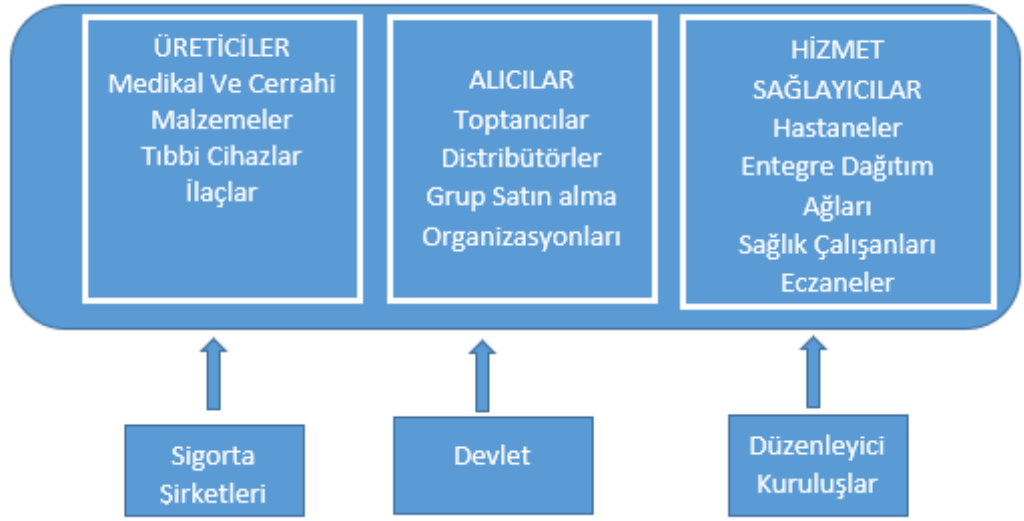 ÜRETİCİLER
Medikal Ve Cerrahi
Malzemeler
Tıbbi Cihazlar
İlaçlar
ALICILAR
Toptancılar
Distribütörler
Grup Satın alma
Organizasyonları
HİZMET
SAĞLAYICILAR
Hastaneler
Entegre Dağıtım
Ağları
Sağlık Çalışanları
Eczaneler
Sigorta
Şirketleri
Devlet
Düzenleyici
Kuruluşlar